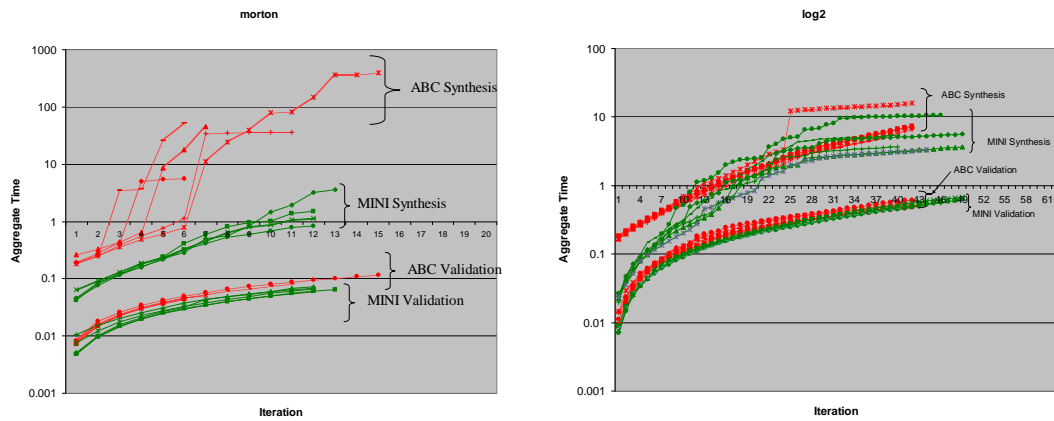 morton
1000
100
10
1
0.1
0.01
0.001
Aggregate Time
1 2 3 4 5 6 7 8 9 10 11 12 13 14 15 16 17 18 19 20
Iteration
ABC Synthesis
MINI Synthesis
ABC Validation
MINI Validation
log2
100
10
1
0.1
0.01
0.001
Aggregate Time
1 4 7 10 13 16 19 22 25 28 31 34 37 40 43 46 49 52 55 58 61
Iteration
ABC Synthesis
MINI Synthesis
ABC Validation
MINI Validation